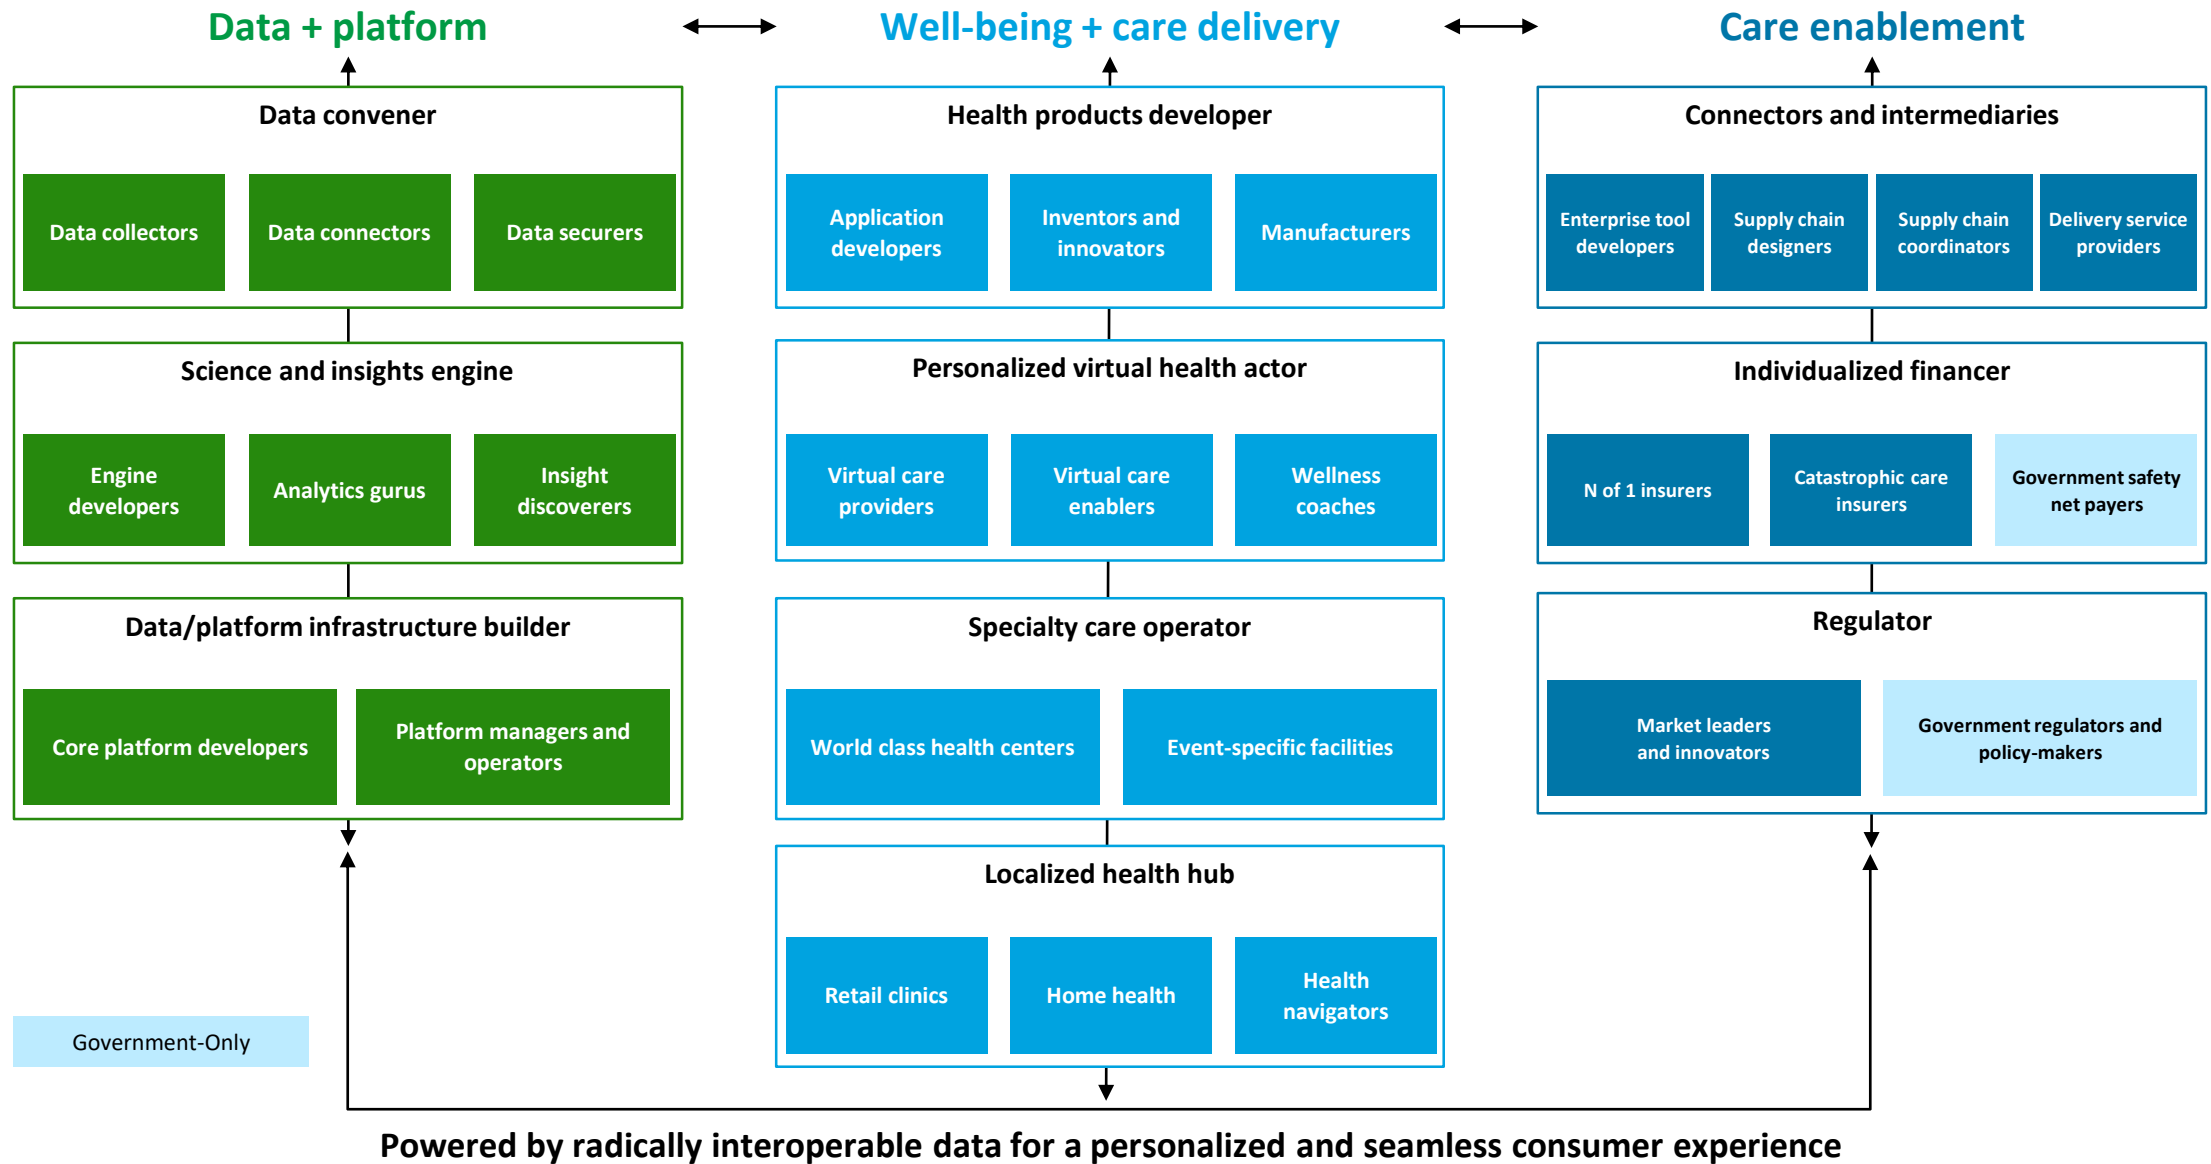 Data + platform
Well-being + care delivery
Care enablement
Data convener
Data collectors
Data connectors
Data securers
Science and insights engine
Engine
developers
Analytics gurus
Insight
discoverers
Data/platform infrastructure builder
Core platform developers
Platform managers and
operators
Health products developer
Application
developers
Inventors and
innovators
Manufacturers
Personalized virtual health actor
Virtual care
providers
Virtual care
enablers
Wellness
coaches
Specialty care operator
World class health centers
Event-specific facilities
Localized health hub
Retail clinics
Home health
Health
navigators
Connectors and intermediaries
Enterprise tool
developers
Supply chain
designers
Supply chain
coordinators
Delivery service
providers
Individualized financer
N of 1 insurers
Catastrophic care
insurers
Government safety
net payers
Regulator
Market leaders
and innovators
Government regulators and
policy-makers
Government-Only
Powered by radically interoperable data for a personalized and seamless consumer experience